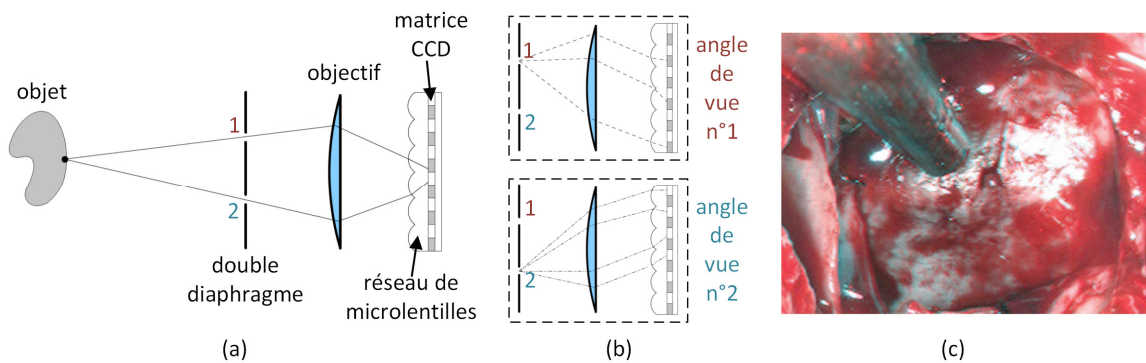 objet
1
2
double
diaphragme
objectif
matrice
CCD
réseau de
microlentilles
(a)
1
2
angle
de
vue
n°1
1
2
angle
de
vue
n°2
(b)
(c)